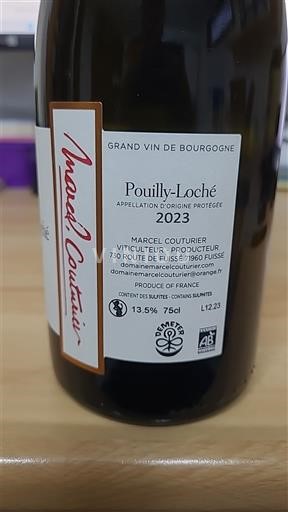 Marcel Couturier
GRAND VIN DE BOURGOGNE
Pouilly-Loché
APPELLATION D'ORIGINE PROTÉGÉE
2023
MARCEL COUTURIER
VITICULTEUR - PRODUCTEUR
730 ROUTE DE FUISSÉ 71960 FUISSÉ
domainemarcelcouturier.com
domainemarcelcouturier@orange.fr
PRODUCE OF FRANCE
CONTIENT DES SULFITES - CONTAINS SULPHITES
13.5% 75cl
L12.23
DEMETER
AB